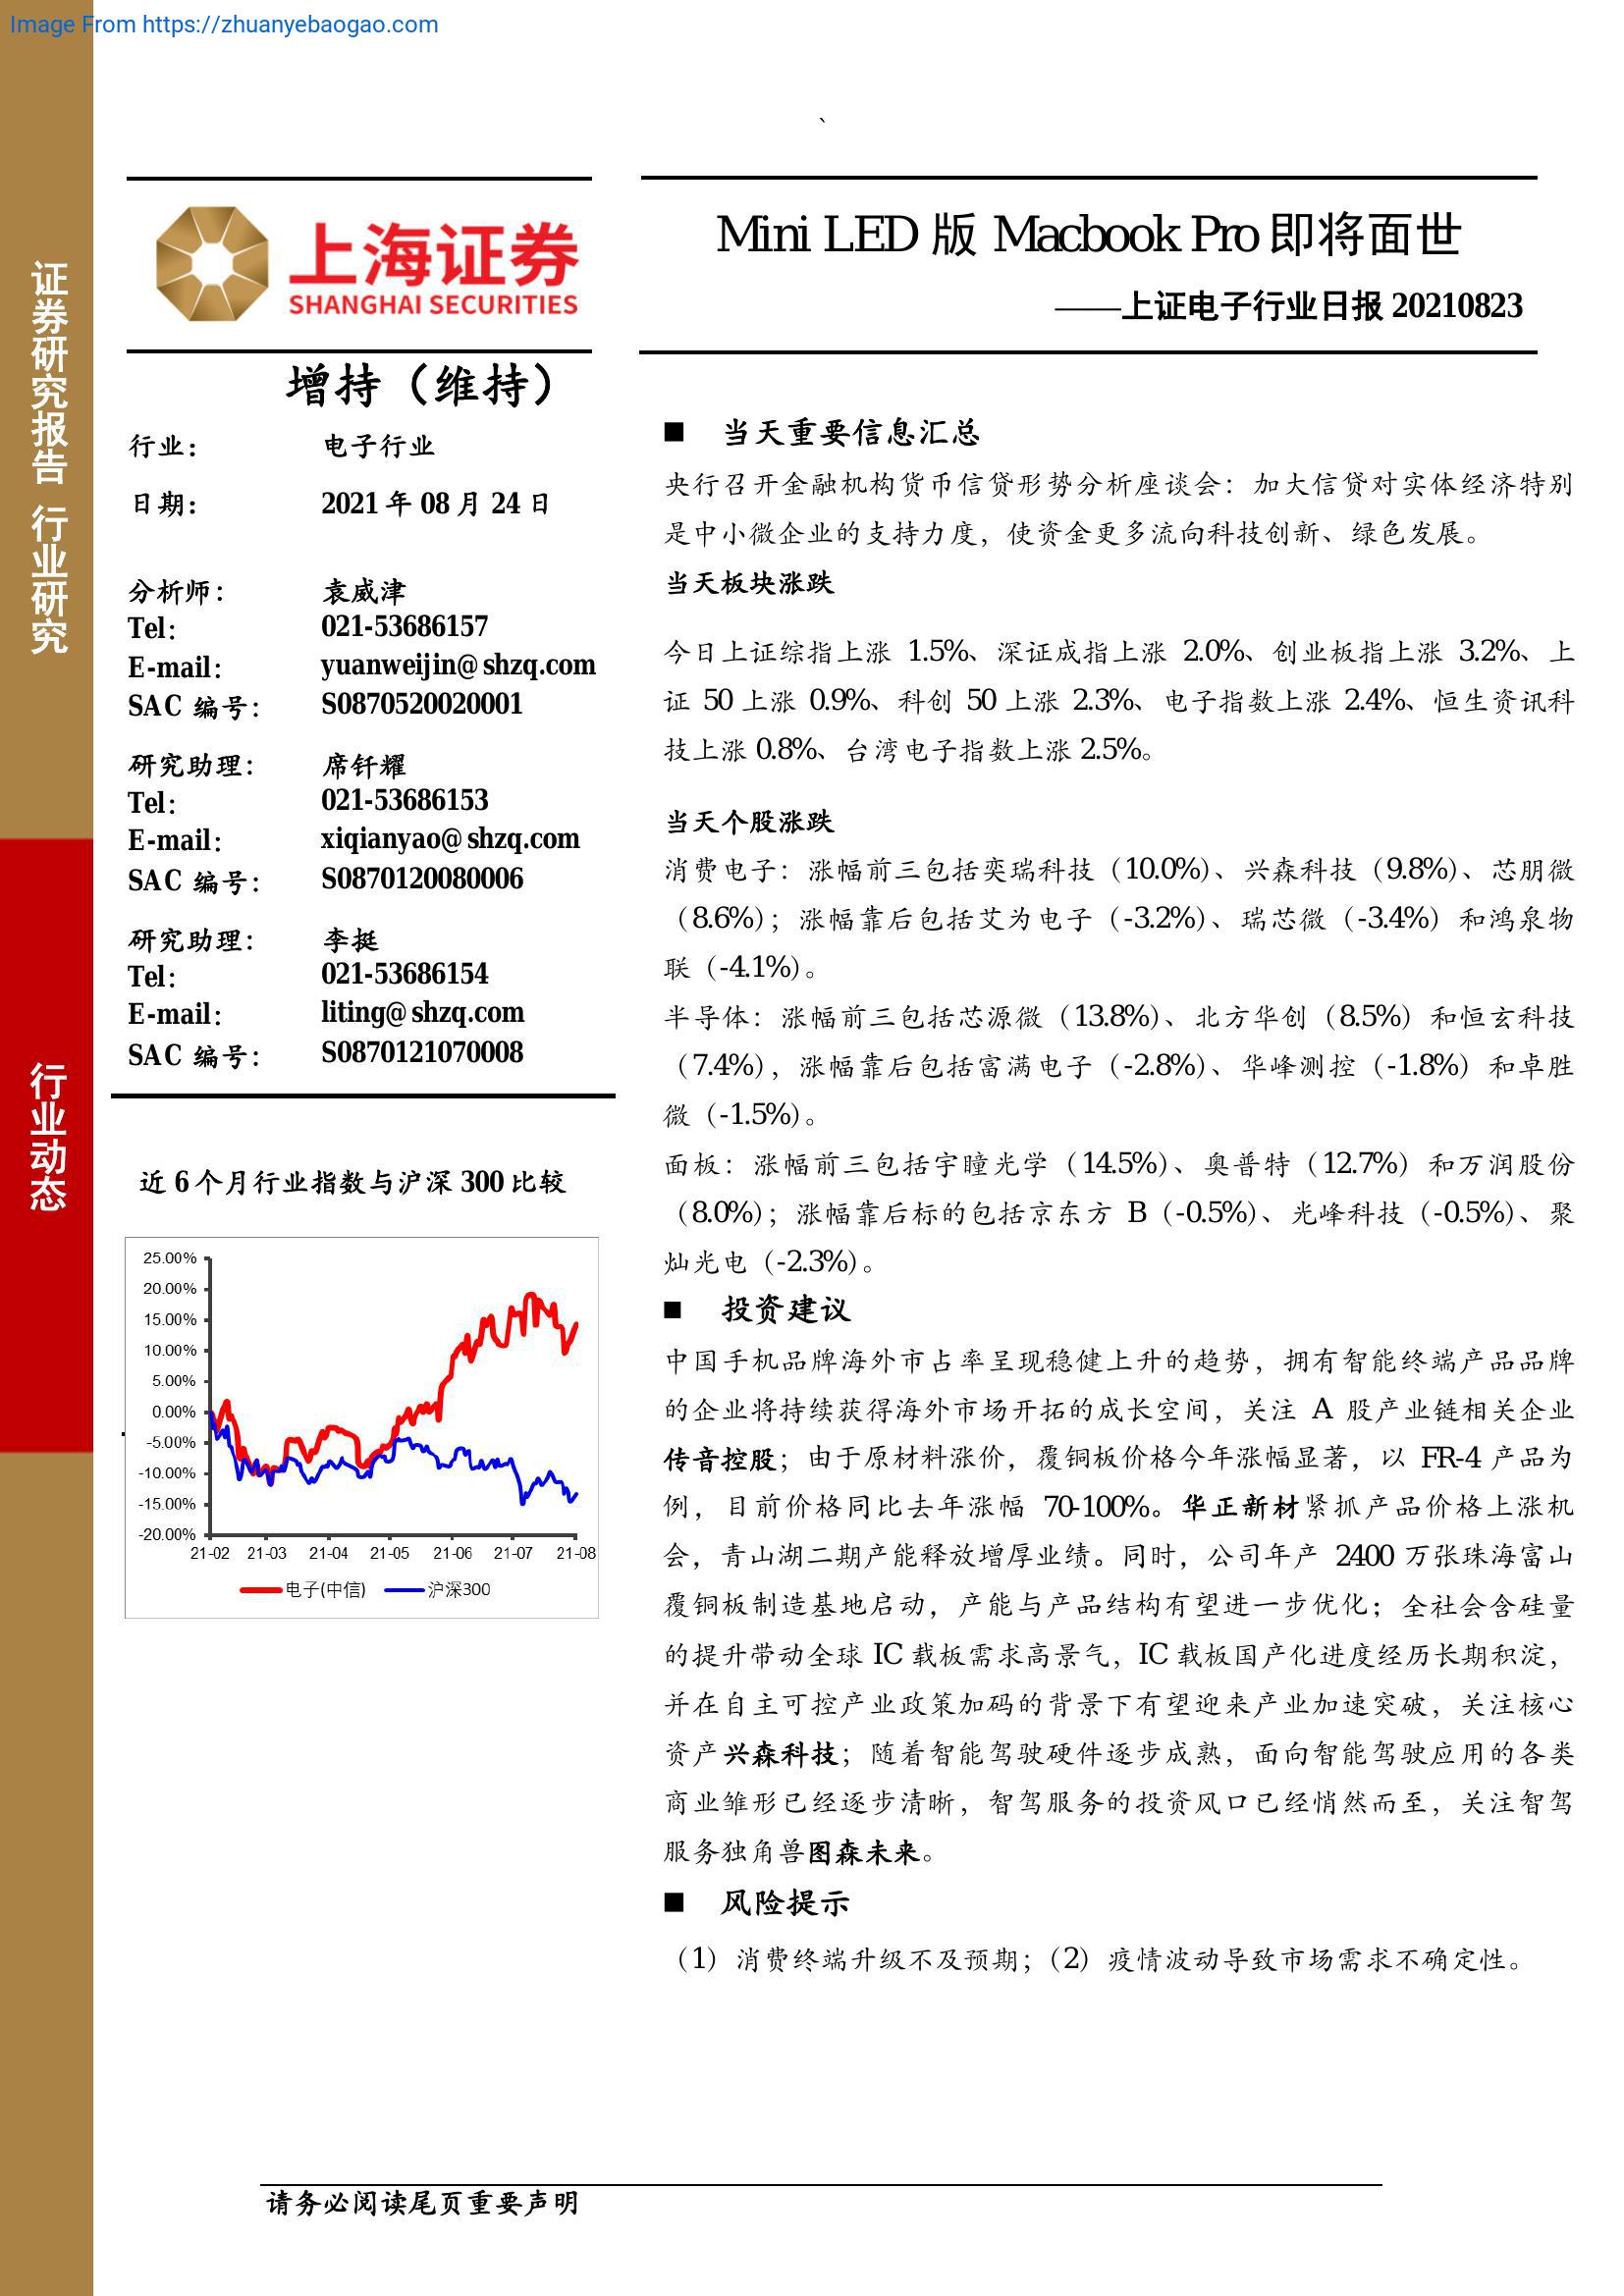 Image From https://zhuanyebaogao.com
、
证券研究报告 行业研究
行业动态
上海证券
SHANGHAI SECURITIES
Mini LED 版 Macbook Pro 即将面世
——上证电子行业日报 20210823
增持（维持）
行业： 电子行业
日期： 2021 年 08 月 24 日
分析师： 袁威津
Tel： 021-53686157
E-mail： yuanweijin@shzq.com
SAC 编号： S0870520020001
研究助理： 席钎耀
Tel： 021-53686153
E-mail： xiqianyao@shzq.com
SAC 编号： S0870120080006
研究助理： 李挺
Tel： 021-53686154
E-mail： liting@shzq.com
SAC 编号： S0870121070008
近 6 个月行业指数与沪深 300 比较
25.00%
20.00%
15.00%
10.00%
5.00%
0.00%
-5.00%
-10.00%
-15.00%
-20.00%
21-02 21-03 21-04 21-05 21-06 21-07 21-08
电子(中信) 沪深300
■ 当天重要信息汇总
央行召开金融机构货币信贷形势分析座谈会：加大信贷对实体经济特别
是中小微企业的支持力度，使资金更多流向科技创新、绿色发展。
当天板块涨跌
今日上证综指上涨 1.5%、深证成指上涨 2.0%、创业板指上涨 3.2%、上
证 50 上涨 0.9%、科创 50 上涨 2.3%、电子指数上涨 2.4%、恒生资讯科
技上涨 0.8%、台湾电子指数上涨 2.5%。
当天个股涨跌
消费电子：涨幅前三包括奕瑞科技（10.0%）、兴森科技（9.8%）、芯朋微
（8.6%）；涨幅靠后包括艾为电子（-3.2%）、瑞芯微（-3.4%）和鸿泉物
联（-4.1%）。
半导体：涨幅前三包括芯源微（13.8%）、北方华创（8.5%）和恒玄科技
（7.4%），涨幅靠后包括富满电子（-2.8%）、华峰测控（-1.8%）和卓胜
微（-1.5%）。
面板：涨幅前三包括宇瞳光学（14.5%）、奥普特（12.7%）和万润股份
（8.0%）；涨幅靠后标的包括京东方 B（-0.5%）、光峰科技（-0.5%）、聚
灿光电（-2.3%）。
■ 投资建议
中国手机品牌海外市占率呈现稳健上升的趋势，拥有智能终端产品品牌
的企业将持续获得海外市场开拓的成长空间，关注 A 股产业链相关企业
传音控股；由于原材料涨价，覆铜板价格今年涨幅显著，以 FR-4 产品为
例，目前价格同比去年涨幅 70-100%。华正新材紧抓产品价格上涨机
会，青山湖二期产能释放增厚业绩。同时，公司年产 2400 万张珠海富山
覆铜板制造基地启动，产能与产品结构有望进一步优化；全社会含硅量
的提升带动全球 IC 载板需求高景气，IC 载板国产化进度经历长期积淀，
并在自主可控产业政策加码的背景下有望迎来产业加速突破，关注核心
资产兴森科技；随着智能驾驶硬件逐步成熟，面向智能驾驶应用的各类
商业雏形已经逐步清晰，智驾服务的投资风口已经悄然而至，关注智驾
服务独角兽图森未来。
■ 风险提示
（1）消费终端升级不及预期；（2）疫情波动导致市场需求不确定性。
请务必阅读尾页重要声明